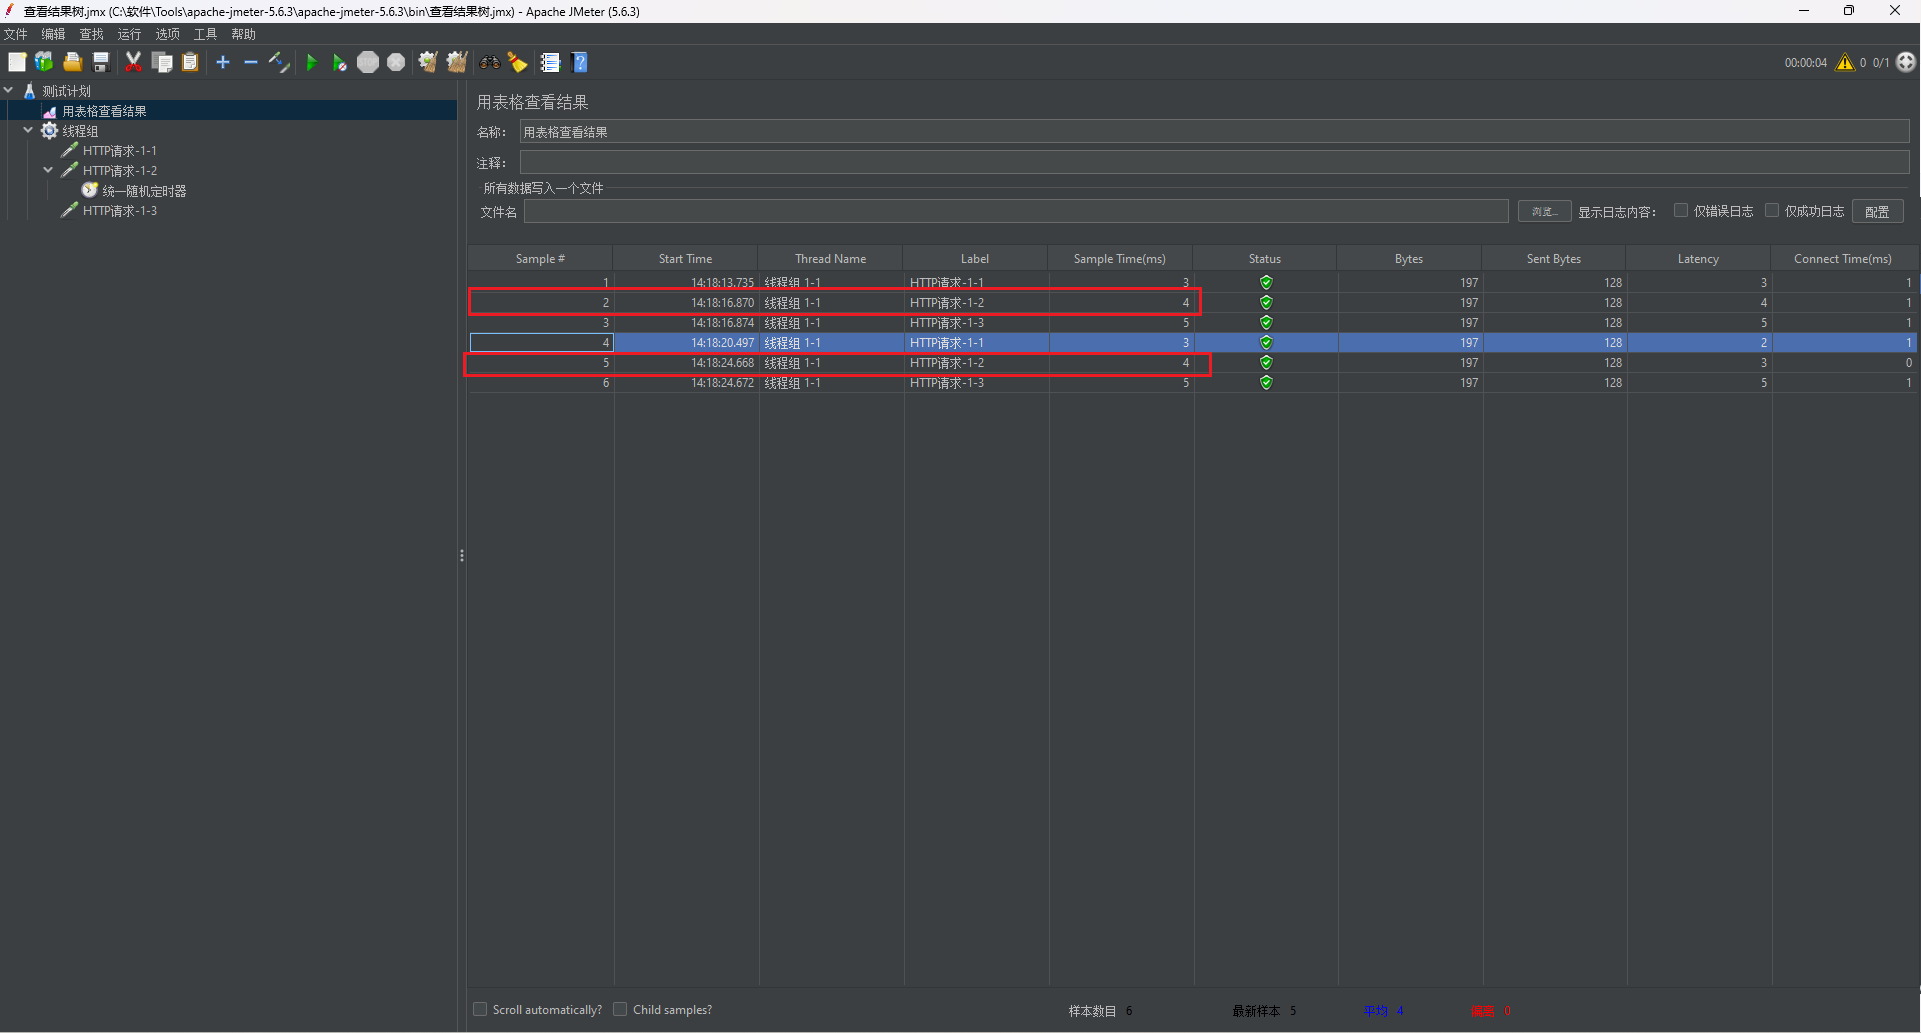 查看结果树.jmx (C:\软件\Tools\apache-jmeter-5.6.3\apache-jmeter-5.6.3\bin\查看结果树.jmx) - Apache JMeter (5.6.3)
文件 编辑 查找 运行 选项 工具 帮助
00:00:04 0 0/1
测试计划
用表格查看结果
线程组
HTTP请求-1-1
HTTP请求-1-2
统一随机定时器
HTTP请求-1-3
用表格查看结果
名称： 用表格查看结果
注释：
所有数据写入一个文件
文件名 浏览... 显示日志内容： 仅错误日志 仅成功日志 配置
Sample # Start Time Thread Name Label Sample Time(ms) Status Bytes Sent Bytes Latency Connect Time(ms)
1 14:18:13.735 线程组 1-1 HTTP请求-1-1 3 197 128 3 1
2 14:18:16.870 线程组 1-1 HTTP请求-1-2 4 197 128 4 1
3 14:18:16.874 线程组 1-1 HTTP请求-1-3 5 197 128 5 1
4 14:18:20.497 线程组 1-1 HTTP请求-1-1 3 197 128 2 1
5 14:18:24.668 线程组 1-1 HTTP请求-1-2 4 197 128 3 0
6 14:18:24.672 线程组 1-1 HTTP请求-1-3 5 197 128 5 1
Scroll automatically? Child samples? 样本数目 6 最新样本 5 平均 4 偏离 0